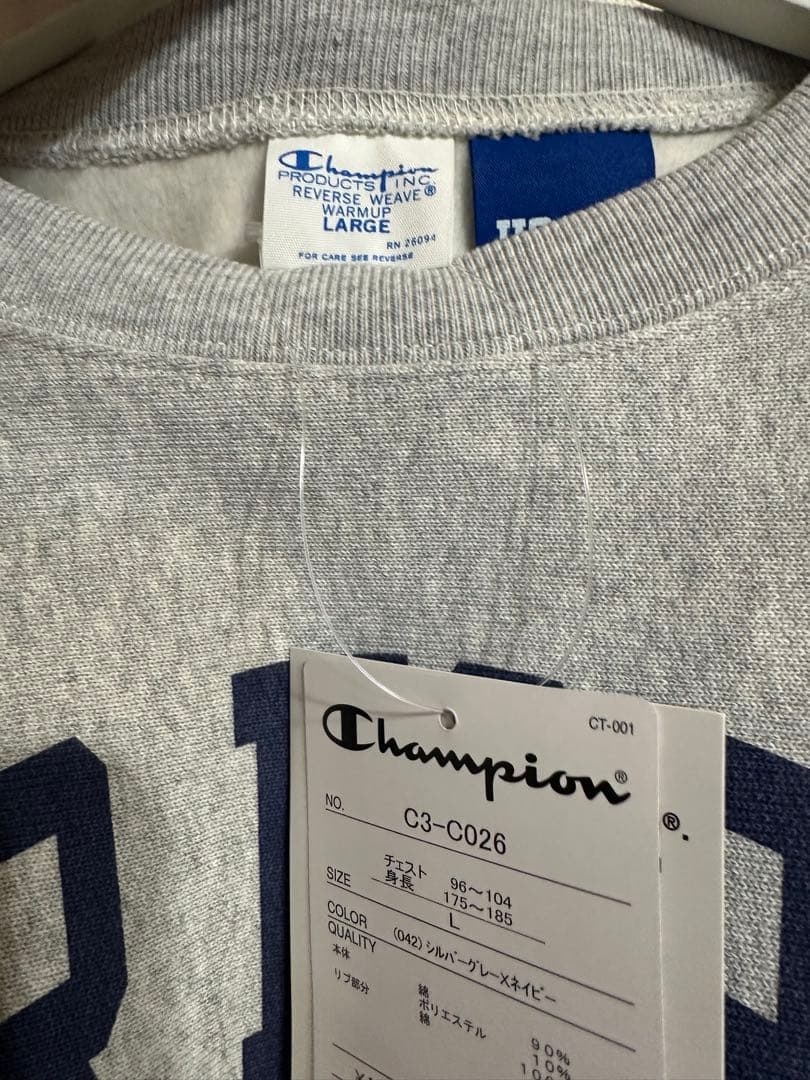 Champion
PRODUCTS INC.
REVERSE WEAVE®
WARMUP
LARGE
RN 26094
FOR CARE SEE REVERSE
CT-001
Champion®
®.
NO. C3-C026
SIZE チェスト 96〜104
身長 175〜185
L
COLOR (042)シルバーグレー×ネイビー
QUALITY
本体 綿 90%
ポリエステル 10%
リブ部分 綿